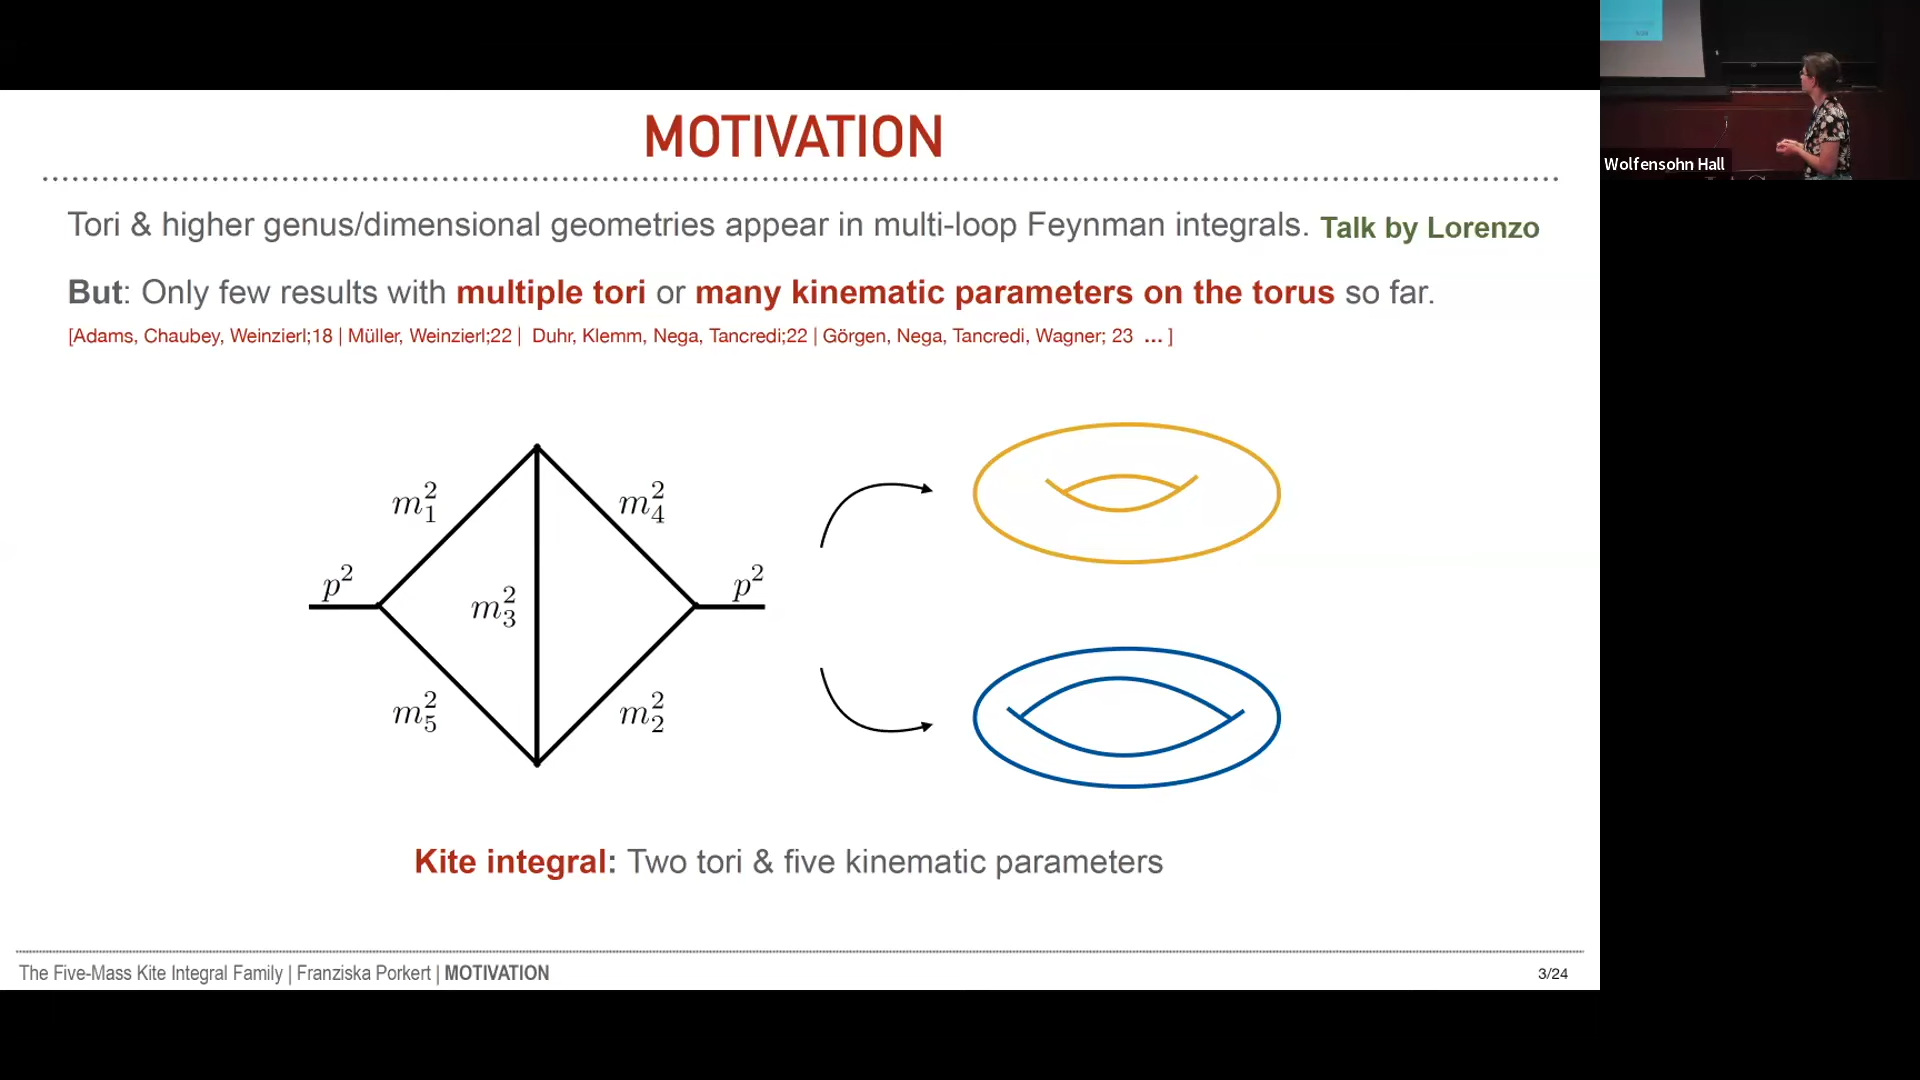 MOTIVATION
Tori & higher genus/dimensional geometries appear in multi-loop Feynman integrals. Talk by Lorenzo
But: Only few results with multiple tori or many kinematic parameters on the torus so far.
[Adams, Chaubey, Weinzierl;18 | Müller, Weinzierl;22 | Duhr, Klemm, Nega, Tancredi;22 | Görgen, Nega, Tancredi, Wagner; 23 ... ]
m₁² m₄²
p² p²
m₃²
m₅² m₂²
Kite integral: Two tori & five kinematic parameters
The Five-Mass Kite Integral Family | Franziska Porkert | MOTIVATION
3/24
Wolfensohn Hall